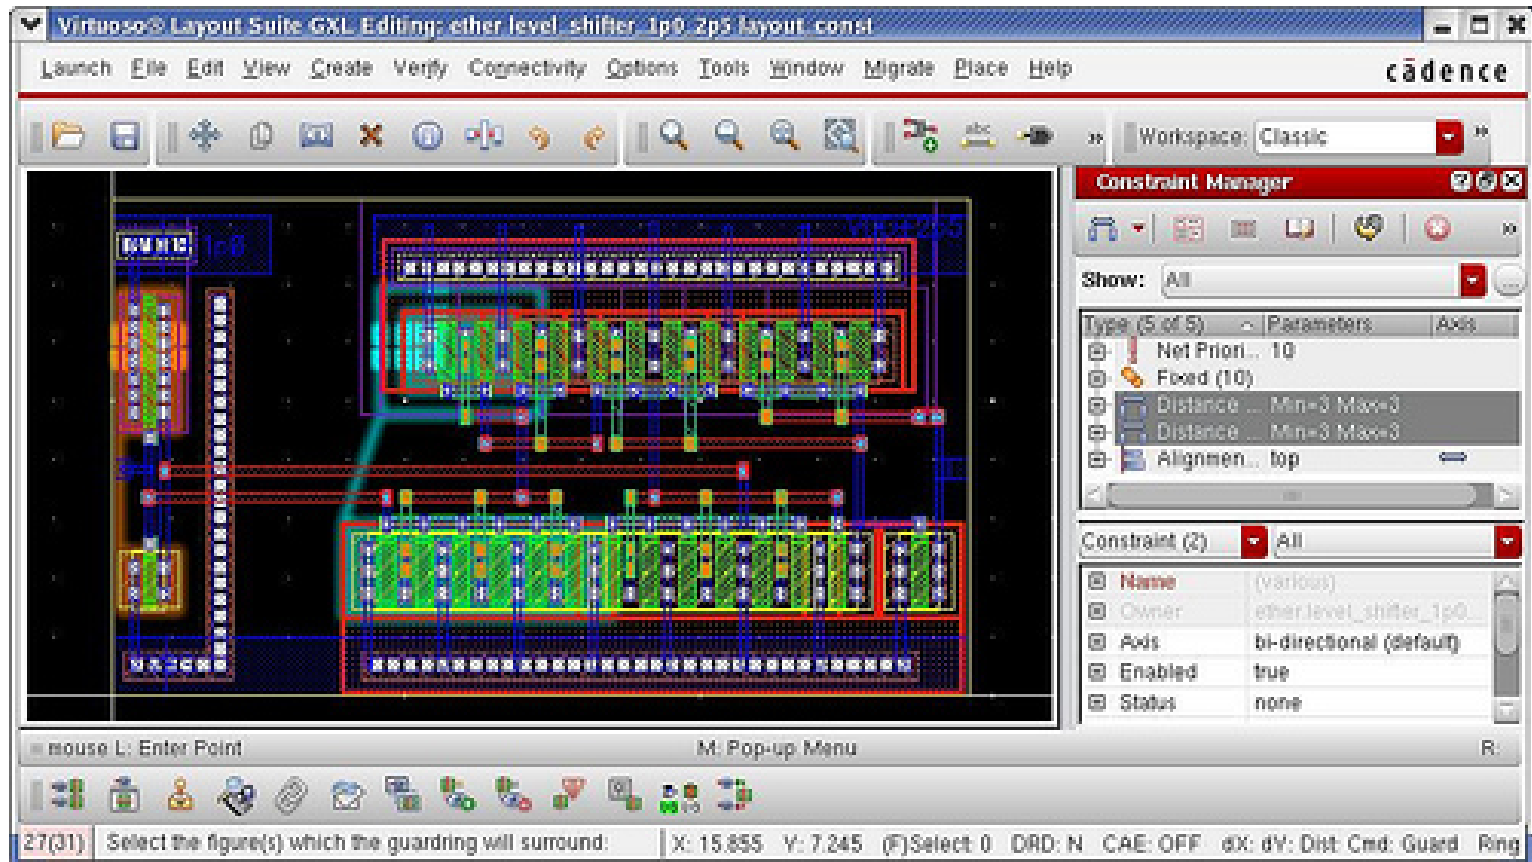 Virtuoso® Layout Suite GXL Editing: ether level_shifter_1p0_2p5 layout_const
Launch File Edit View Create Verify Connectivity Options Tools Window Migrate Place Help cādence
abc » Workspace: Classic »
Constraint Manager
»
Show: All ...
Type (5 of 5) Parameters Axis
Net Priori... 10
Fixed (10)
Distance ... Min=3 Max=3
Distance ... Min=3 Max=3
Alignmen... top
Constraint (2) All
Name (various)
Owner ether.level_shifter_1p0...
Axis bi-directional (default)
Enabled true
Status none
mouse L: Enter Point M: Pop-up Menu R:
27(31) Select the figure(s) which the guardring will surround: X: 15.855 Y: 7.245 (F)Select: 0 DRD: N CAE: OFF dX: dY: Dist: Cmd: Guard Ring